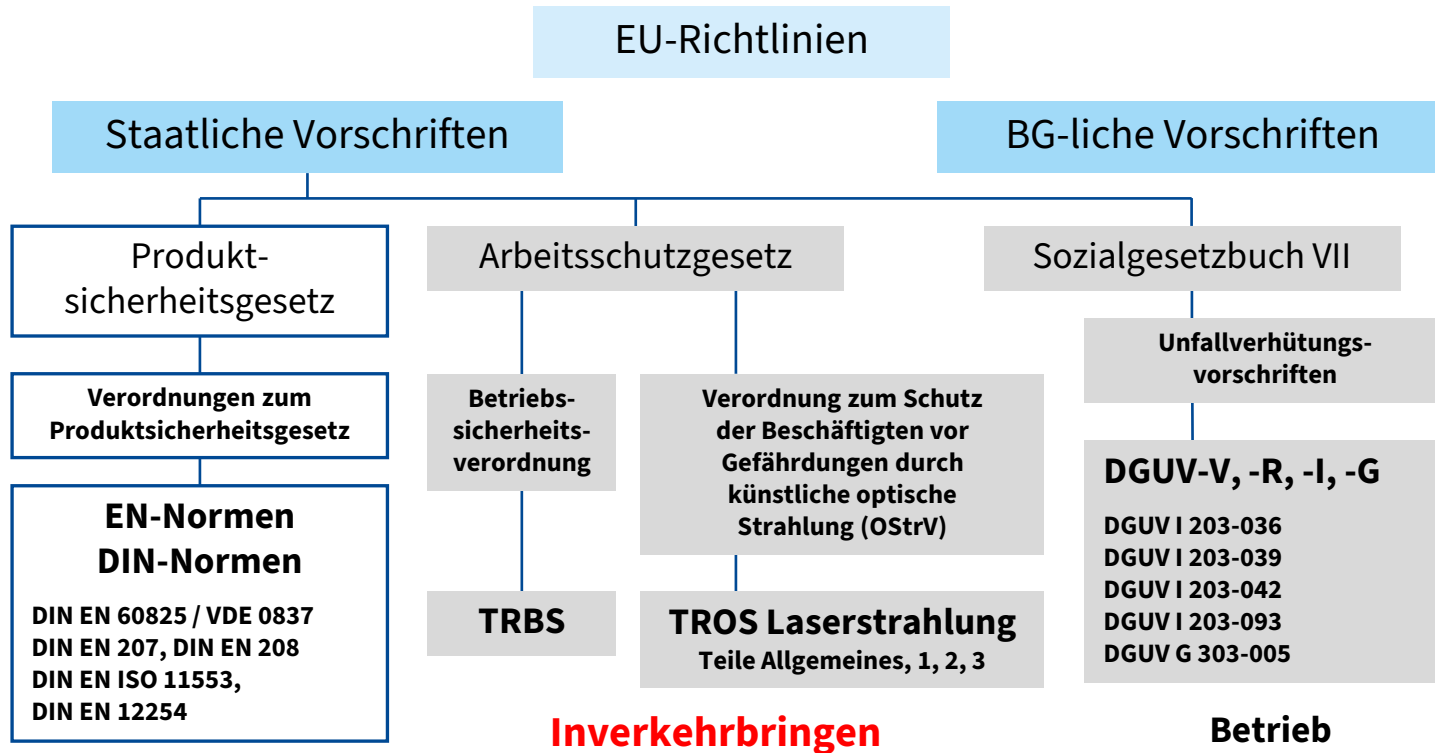 EU-Richtlinien
Staatliche Vorschriften
BG-liche Vorschriften
Produkt-
sicherheitsgesetz
Arbeitsschutzgesetz
Sozialgesetzbuch VII
Verordnungen zum
Produktsicherheitsgesetz
Betriebs-
sicherheits-
verordnung
Verordnung zum Schutz
der Beschäftigten vor
Gefährdungen durch
künstliche optische
Strahlung (OStrV)
Unfallverhütungs-
vorschriften
EN-Normen
DIN-Normen
DIN EN 60825 / VDE 0837
DIN EN 207, DIN EN 208
DIN EN ISO 11553,
DIN EN 12254
TRBS
TROS Laserstrahlung
Teile Allgemeines, 1, 2, 3
DGUV-V, -R, -I, -G
DGUV I 203-036
DGUV I 203-039
DGUV I 203-042
DGUV I 203-093
DGUV G 303-005
Inverkehrbringen
Betrieb